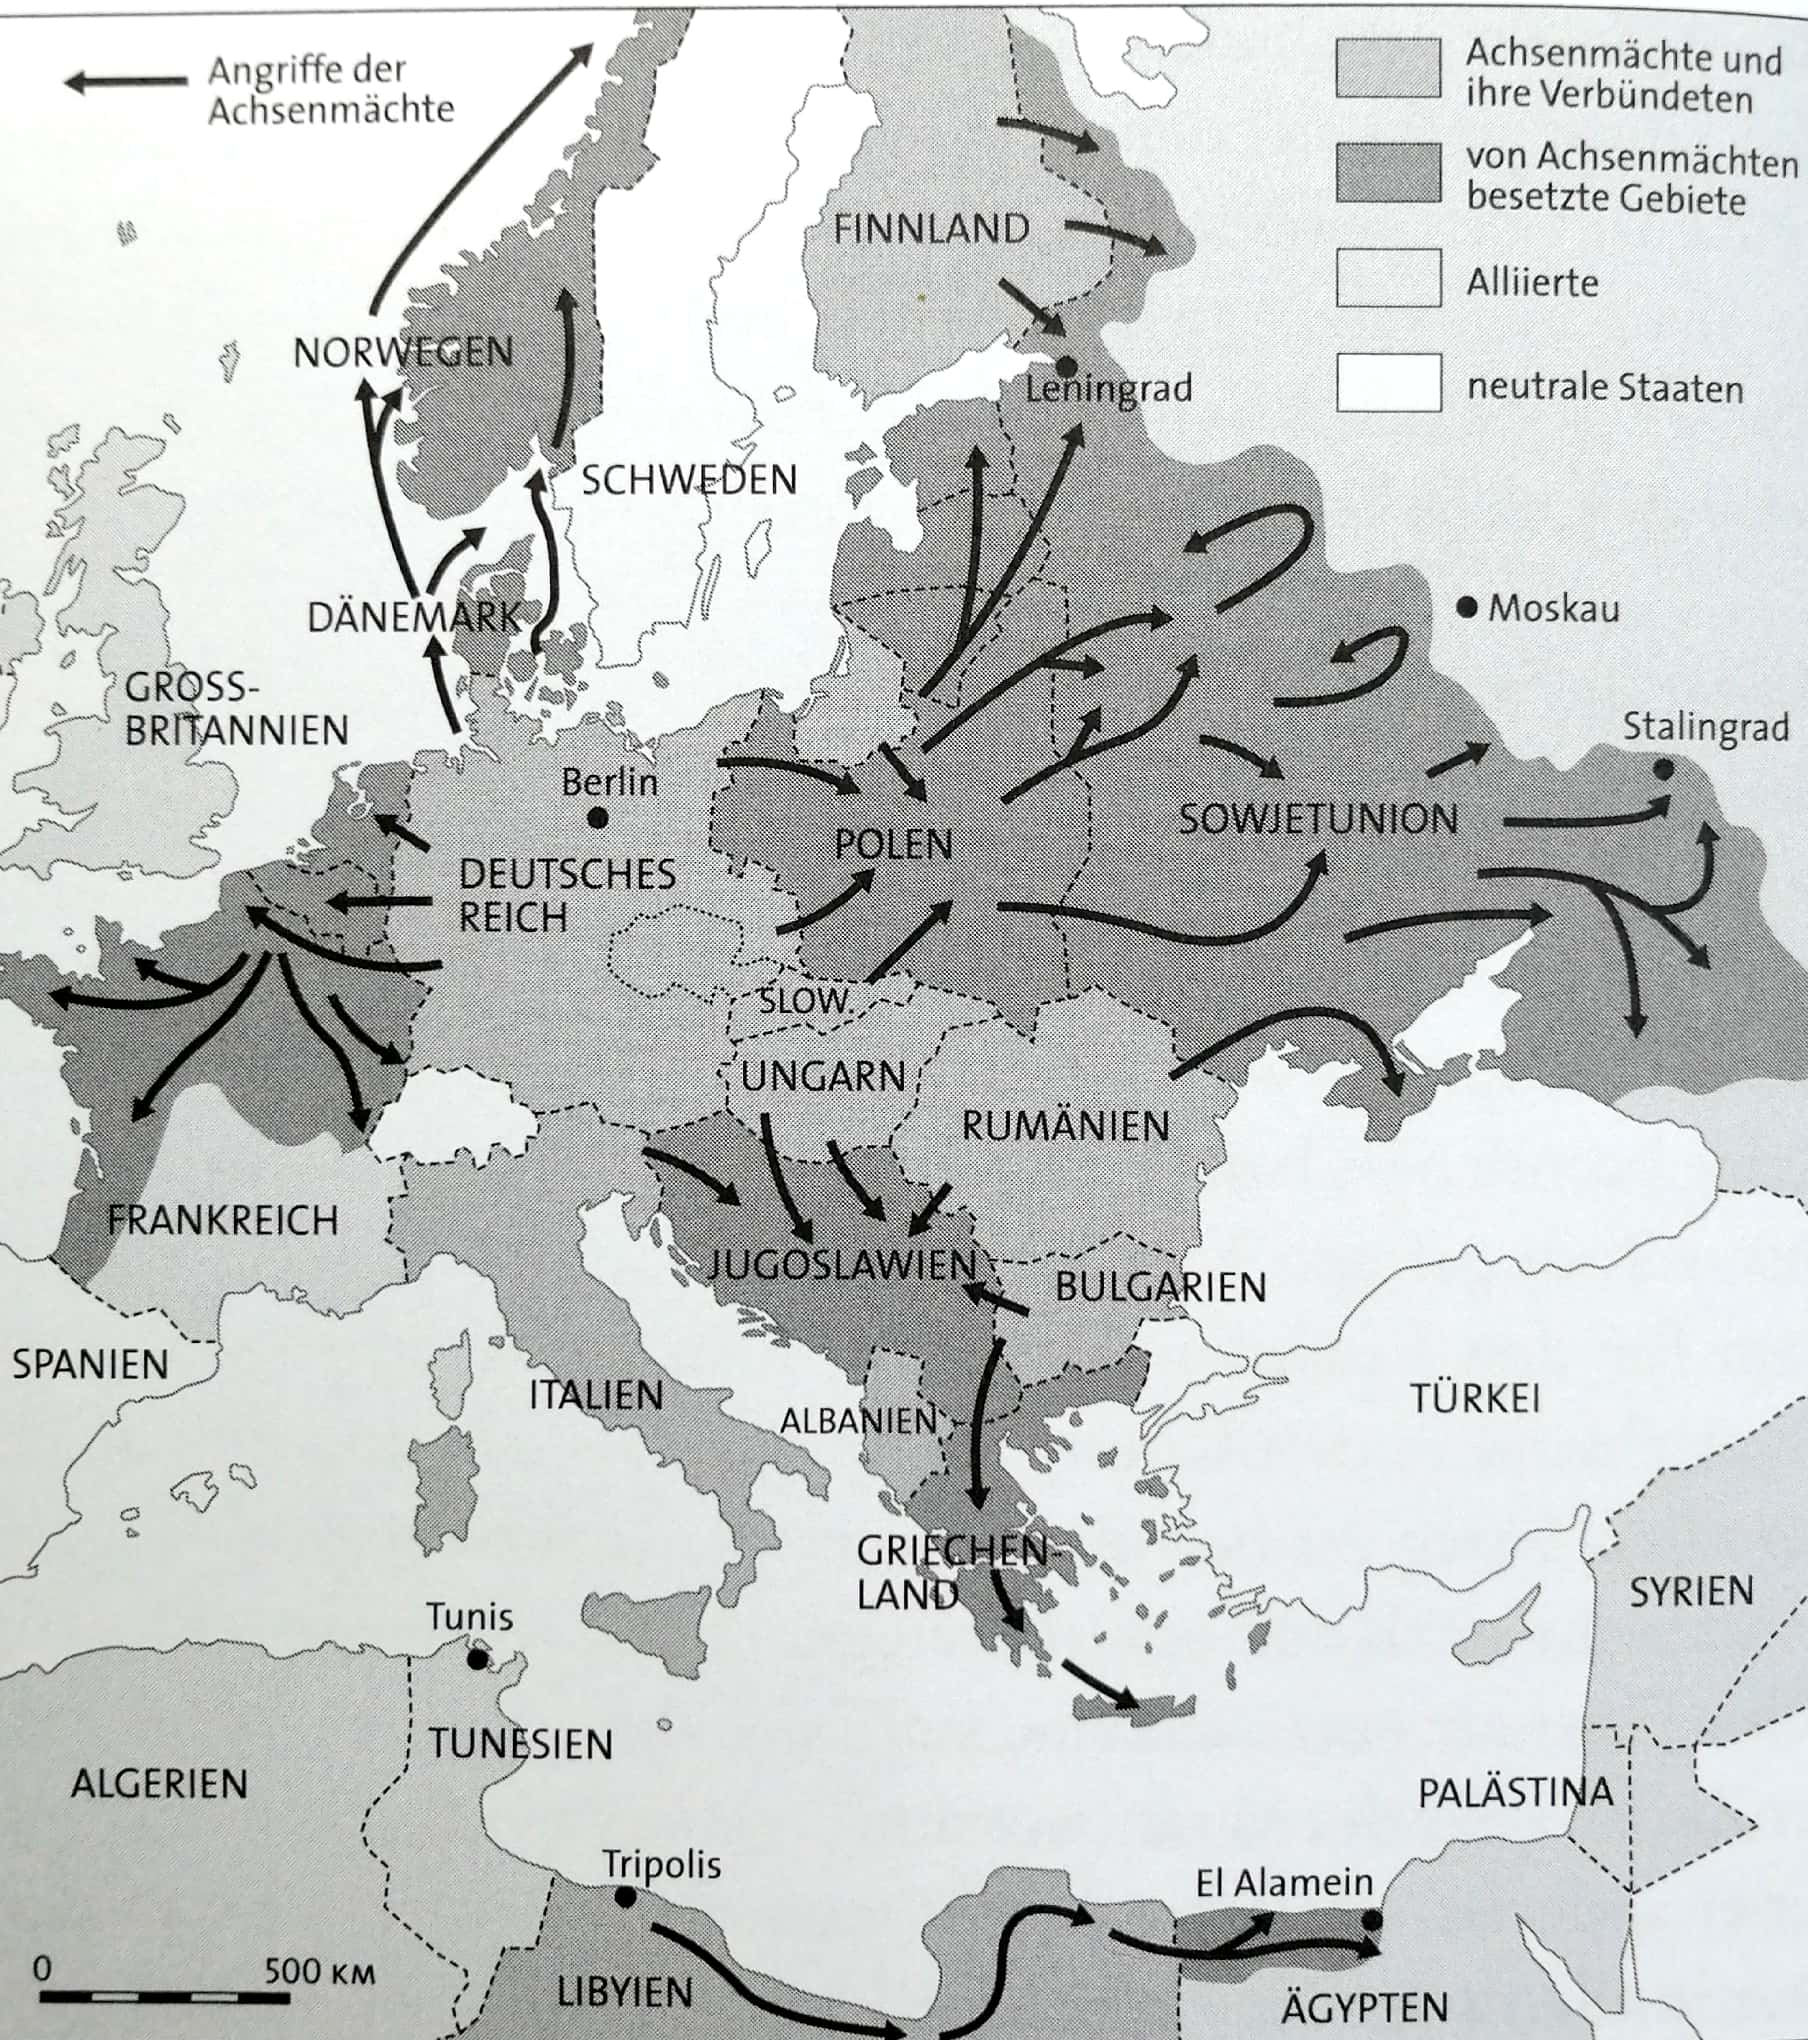 Angriffe der
Achsenmächte
Achsenmächte und
ihre Verbündeten
von Achsenmächten
besetzte Gebiete
Alliierte
neutrale Staaten
FINNLAND
NORWEGEN
Leningrad
SCHWEDEN
Moskau
DÄNEMARK
GROSS-
BRITANNIEN
Stalingrad
Berlin
SOWJETUNION
POLEN
DEUTSCHES
REICH
SLOW.
UNGARN
RUMÄNIEN
FRANKREICH
JUGOSLAWIEN
BULGARIEN
SPANIEN
ITALIEN
TÜRKEI
ALBANIEN
GRIECHEN-
LAND
SYRIEN
Tunis
TUNESIEN
ALGERIEN
PALÄSTINA
Tripolis
El Alamein
0 500 KM
LIBYIEN
ÄGYPTEN